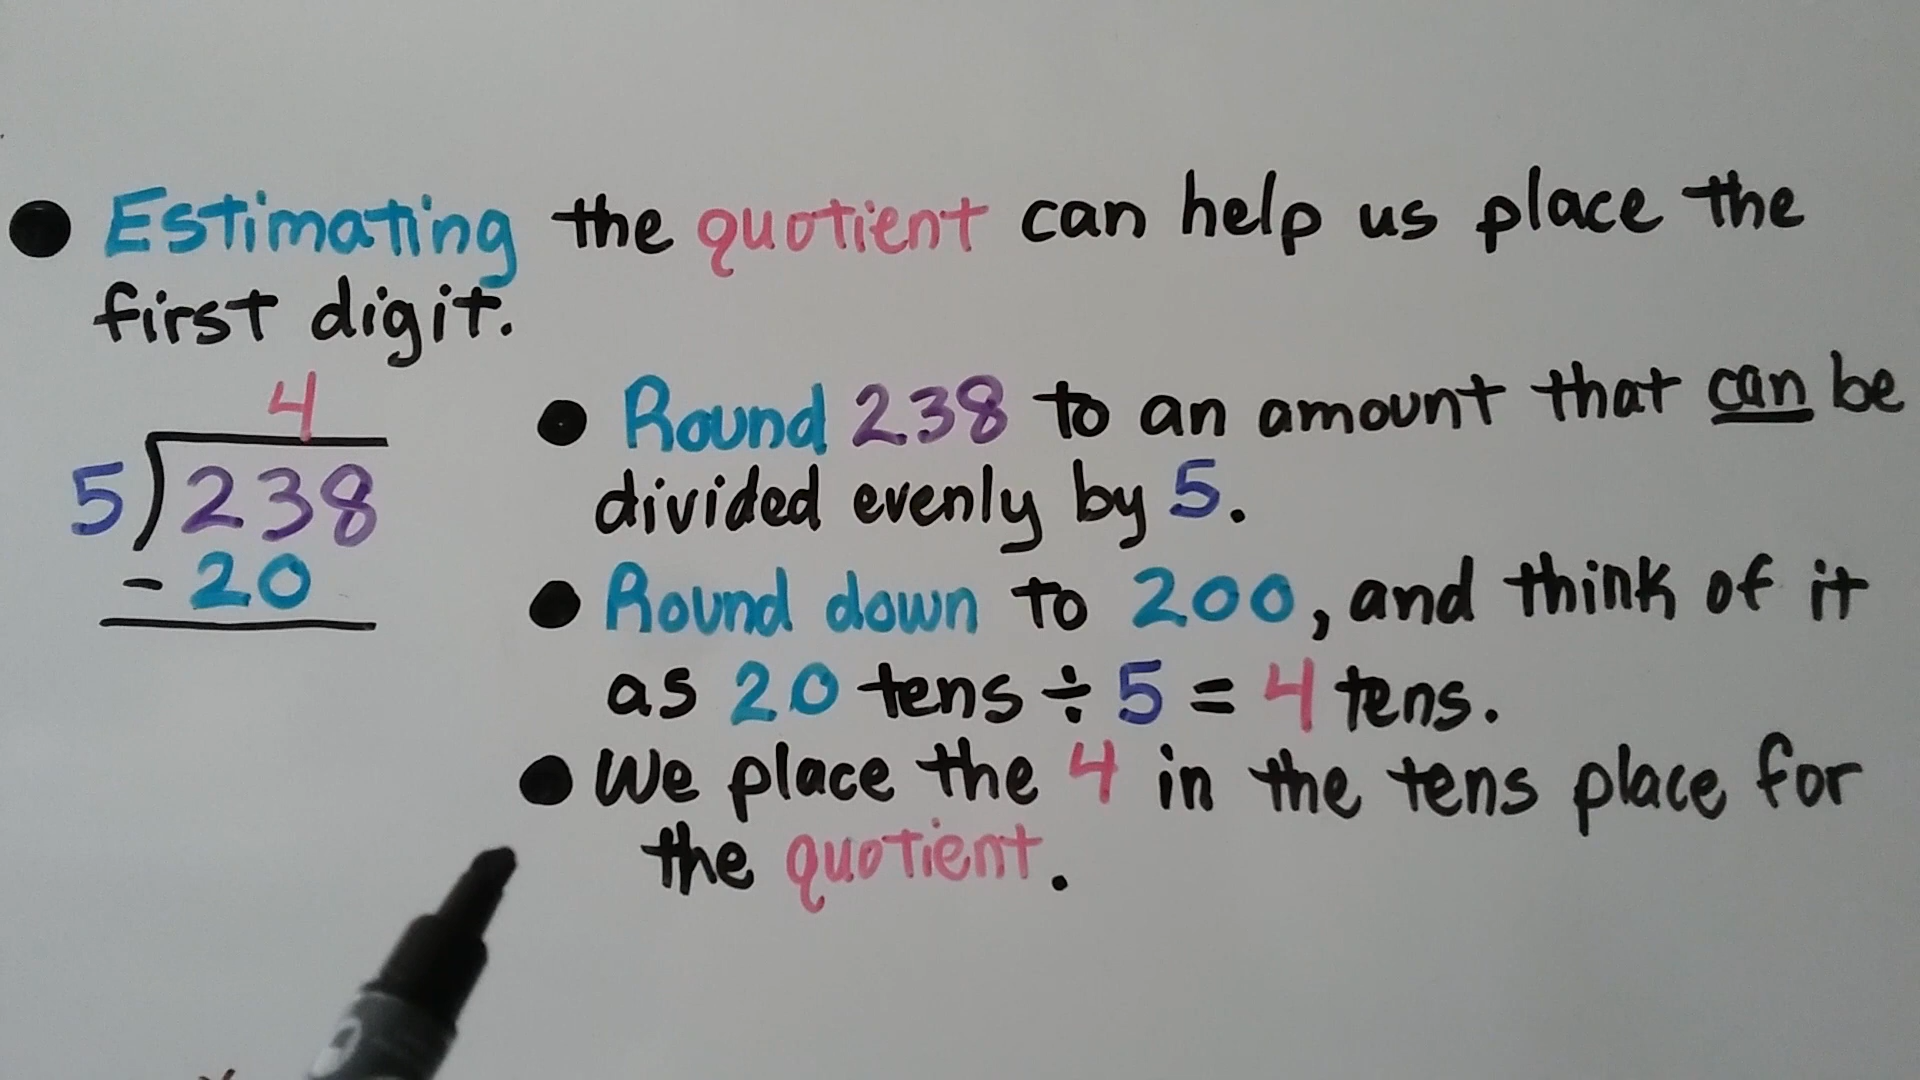 ● Estimating the quotient can help us place the
first digit.
4
5)238
- 20
● Round 238 to an amount that can be
divided evenly by 5.
● Round down to 200, and think of it
as 20 tens ÷ 5 = 4 tens.
● We place the 4 in the tens place for
the quotient.